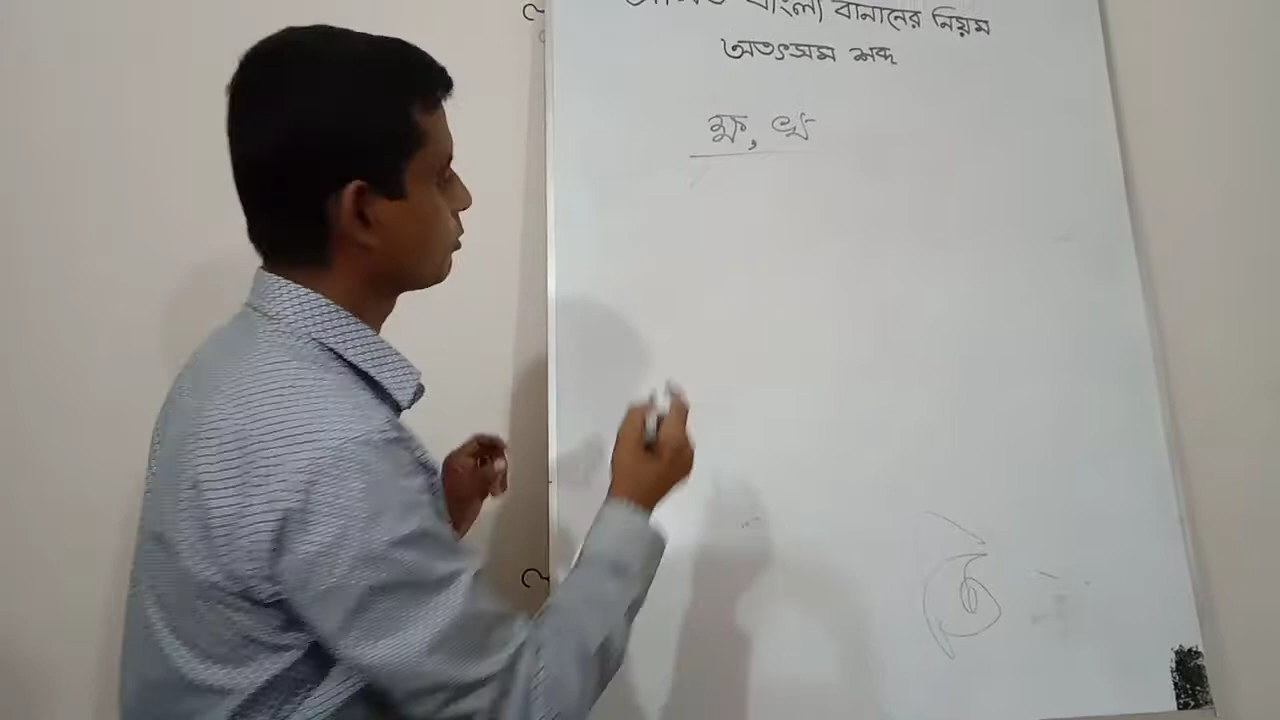 বাংলা বানানের নিয়ম
অতৎসম শব্দ
ক্ষ, খ